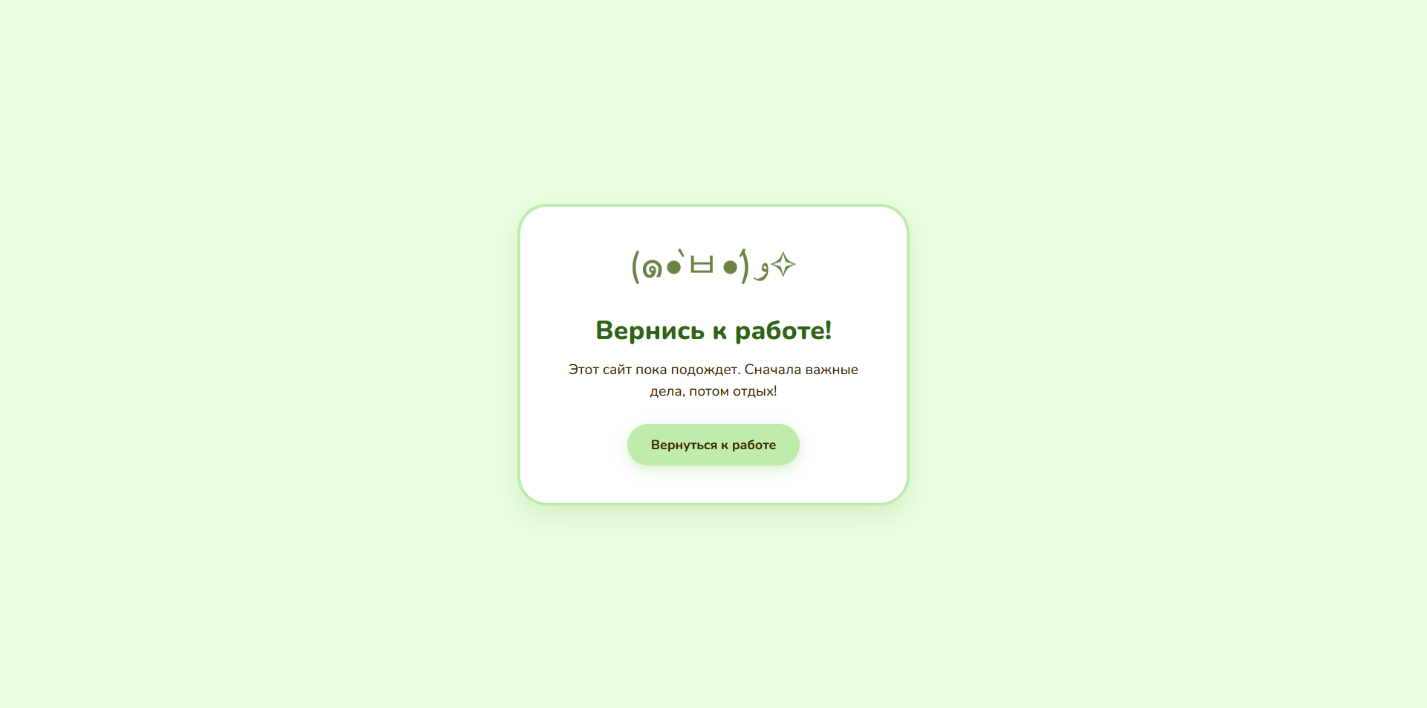 (๑•̀ㅂ•́)و✧
Вернись к работе!
Этот сайт пока подождет. Сначала важные
дела, потом отдых!
Вернуться к работе